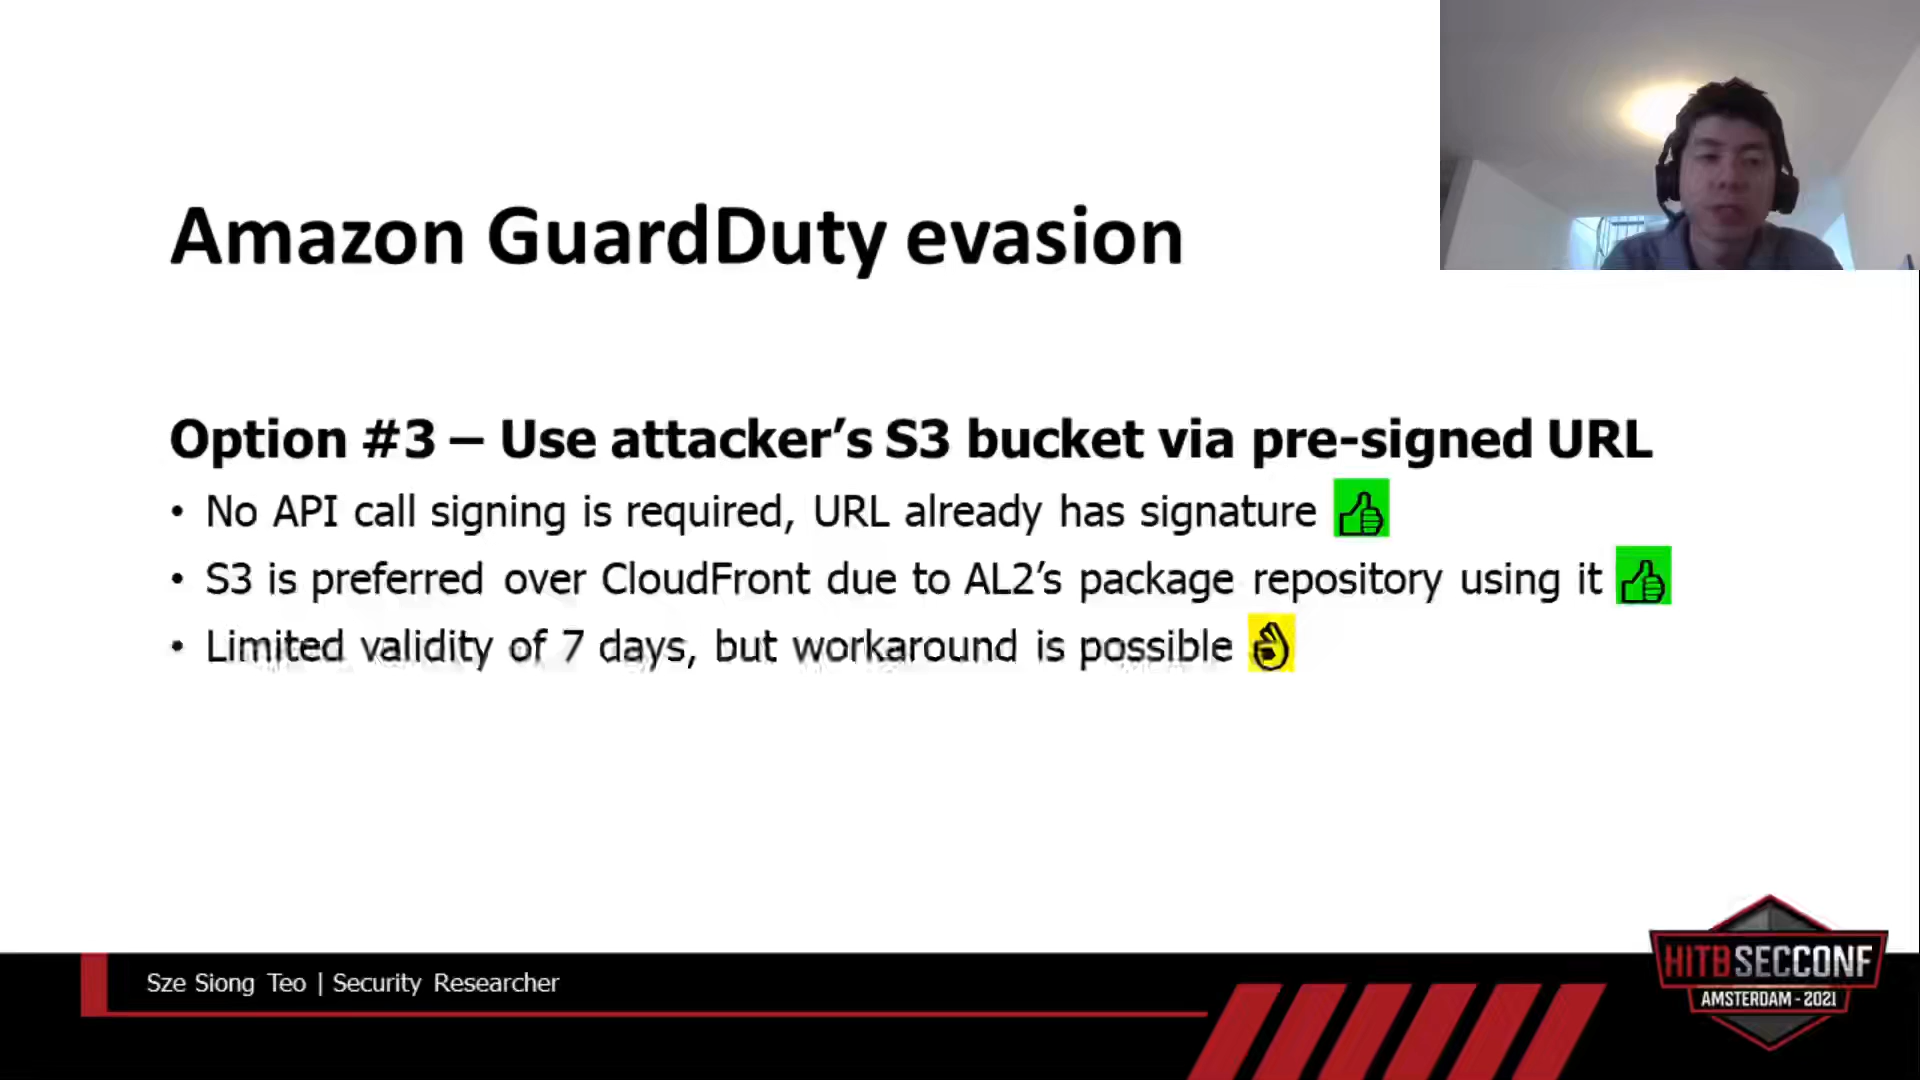 Amazon GuardDuty evasion
Option #3 – Use attacker’s S3 bucket via pre-signed URL
• No API call signing is required, URL already has signature
• S3 is preferred over CloudFront due to AL2’s package repository using it
• Limited validity of 7 days, but workaround is possible
Sze Siong Teo | Security Researcher
HITBSECCONF
AMSTERDAM - 2021